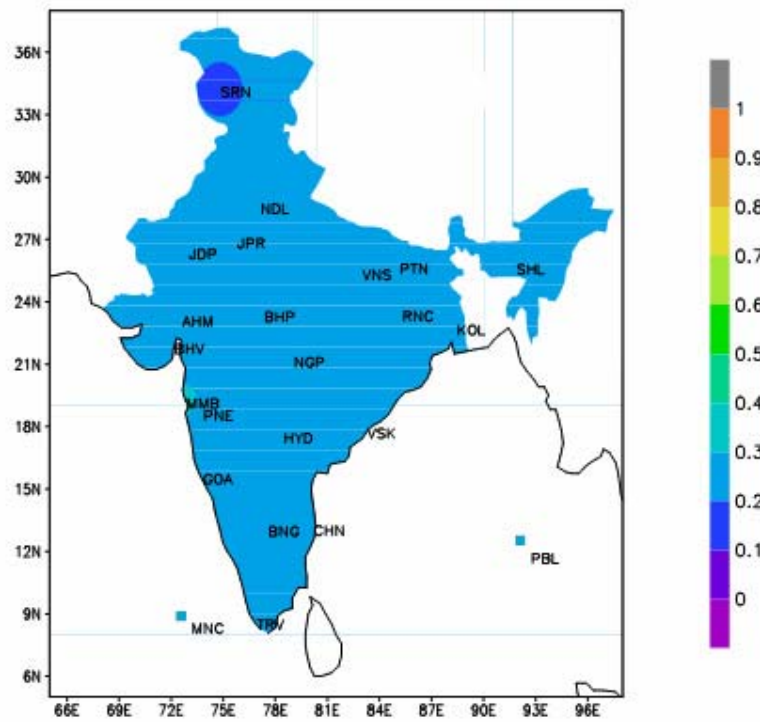 36N
33N
30N
27N
24N
21N
18N
15N
12N
9N
6N
66E 69E 72E 75E 78E 81E 84E 87E 90E 93E 96E
SRN
NDL
JDP JPR
VNS PTN SHL
AHM BHP RNC KOL
BHV NGP
MMB
PNE
HYD VSK
GOA
BNG CHN
PBL
MNC TRV
1
0.9
0.8
0.7
0.6
0.5
0.4
0.3
0.2
0.1
0